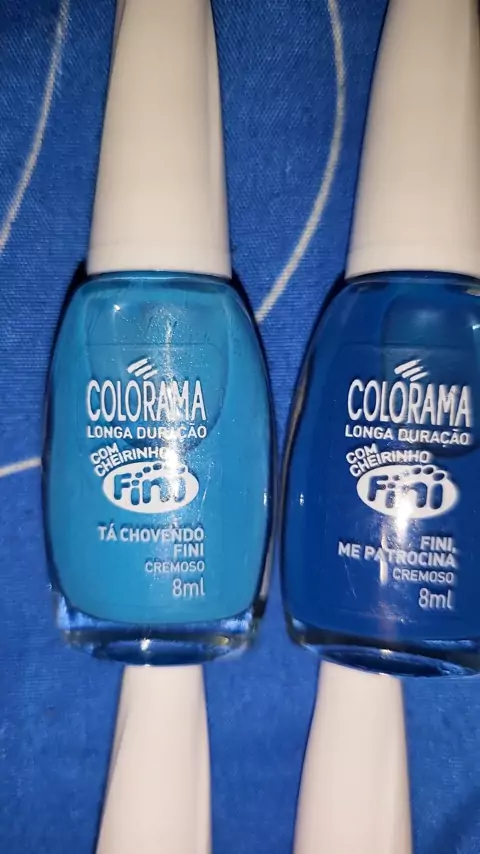 COLORAMA
LONGA DURAÇÃO
COM
CHEIRINHO
Fini
TÁ CHOVENDO
FINI
CREMOSO
8ml
COLORAMA
LONGA DURAÇÃO
COM
CHEIRINHO
Fini
FINI,
ME PATROCINA
CREMOSO
8ml